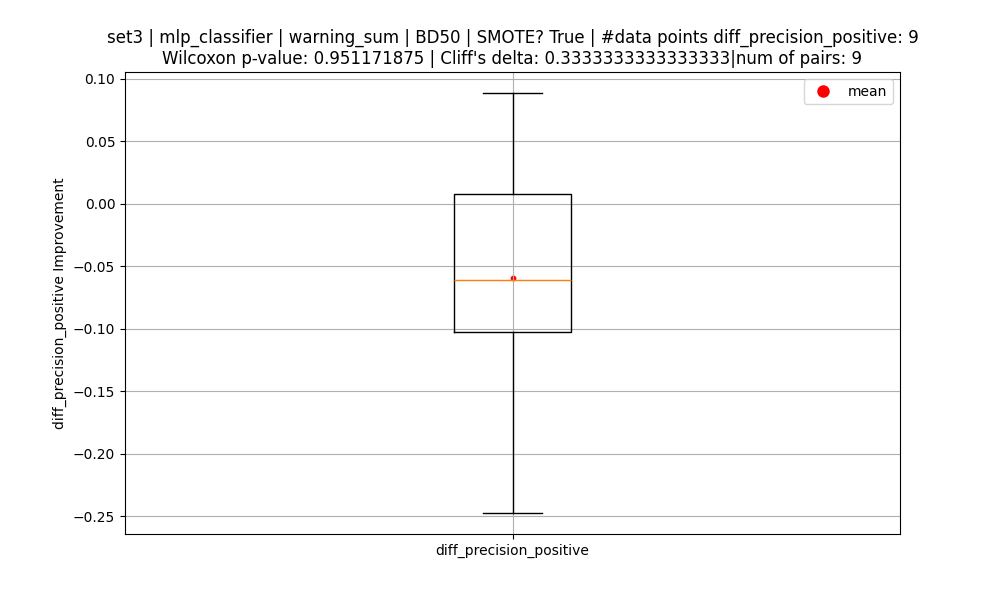 set3 | mlp_classifier | warning_sum | BD50 | SMOTE? True | #data points diff_precision_positive: 9
Wilcoxon p-value: 0.951171875 | Cliff's delta: 0.3333333333333333|num of pairs: 9
mean
0.10
0.05
0.00
−0.05
−0.10
−0.15
−0.20
−0.25
diff_precision_positive Improvement
diff_precision_positive